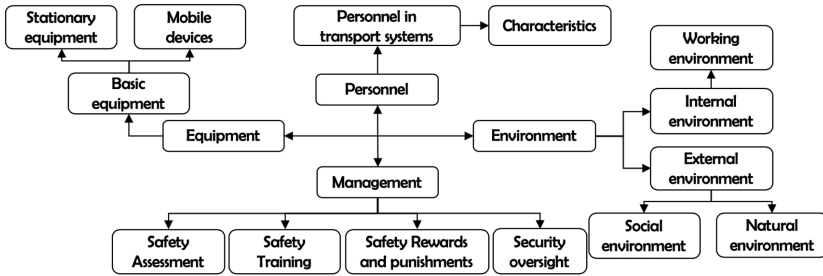 Stationary
equipment
Mobile
devices
Personnel in
transport systems
Characteristics
Working
environment
Basic
equipment
Personnel
Internal
environment
Equipment
Environment
External
environment
Management
Social
environment
Natural
environment
Safety
Assessment
Safety
Training
Safety Rewards
and punishments
Security
oversight